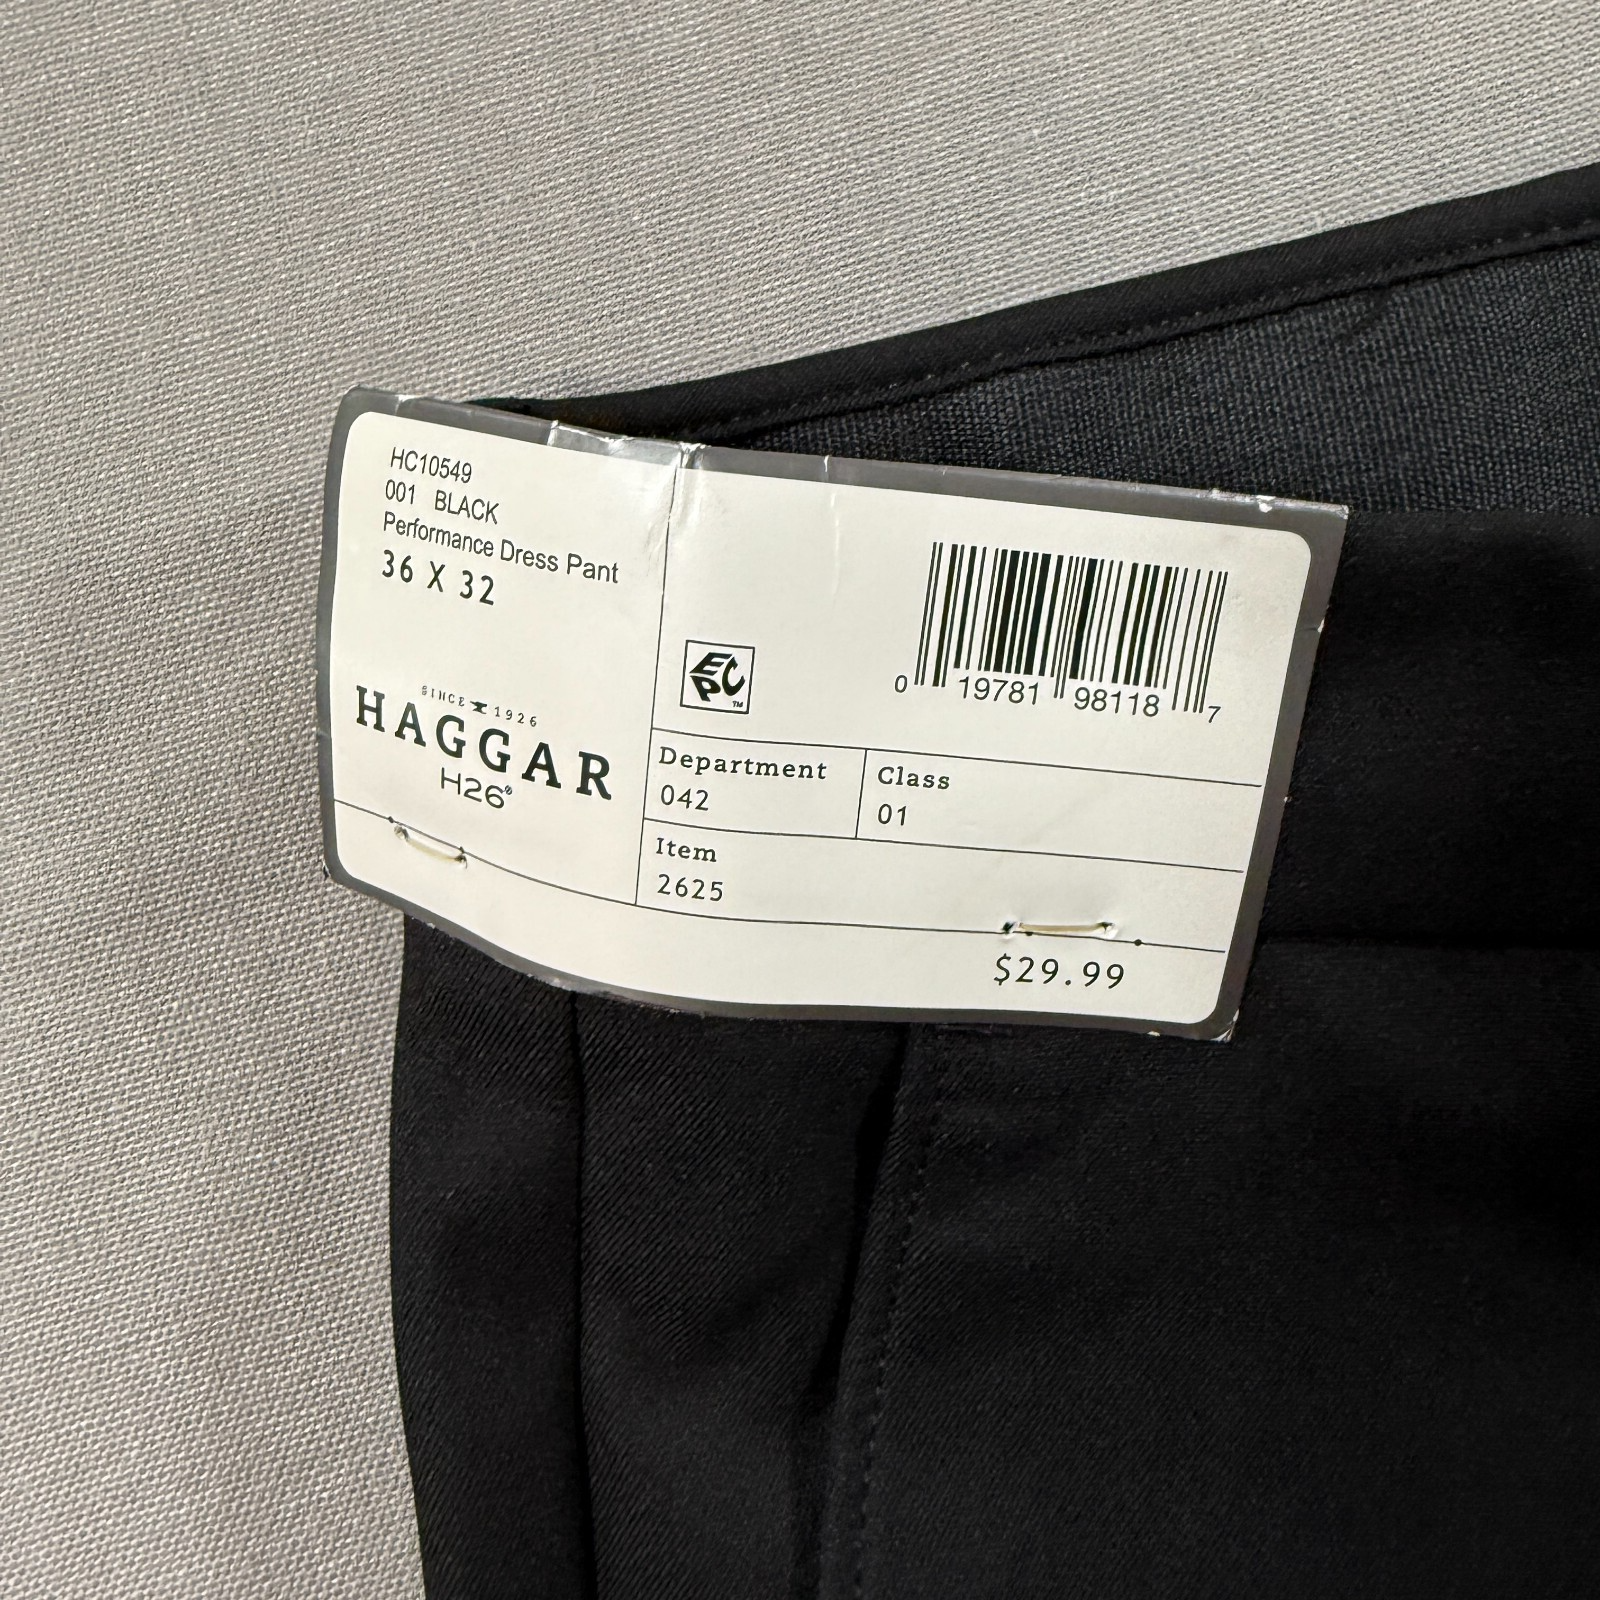 HC10549
001 BLACK
Performance Dress Pant
36 X 32
SINCE 1926
HAGGAR
H26®
EPC™
0 19781 98118 7
Department
042
Class
01
Item
2625
$29.99